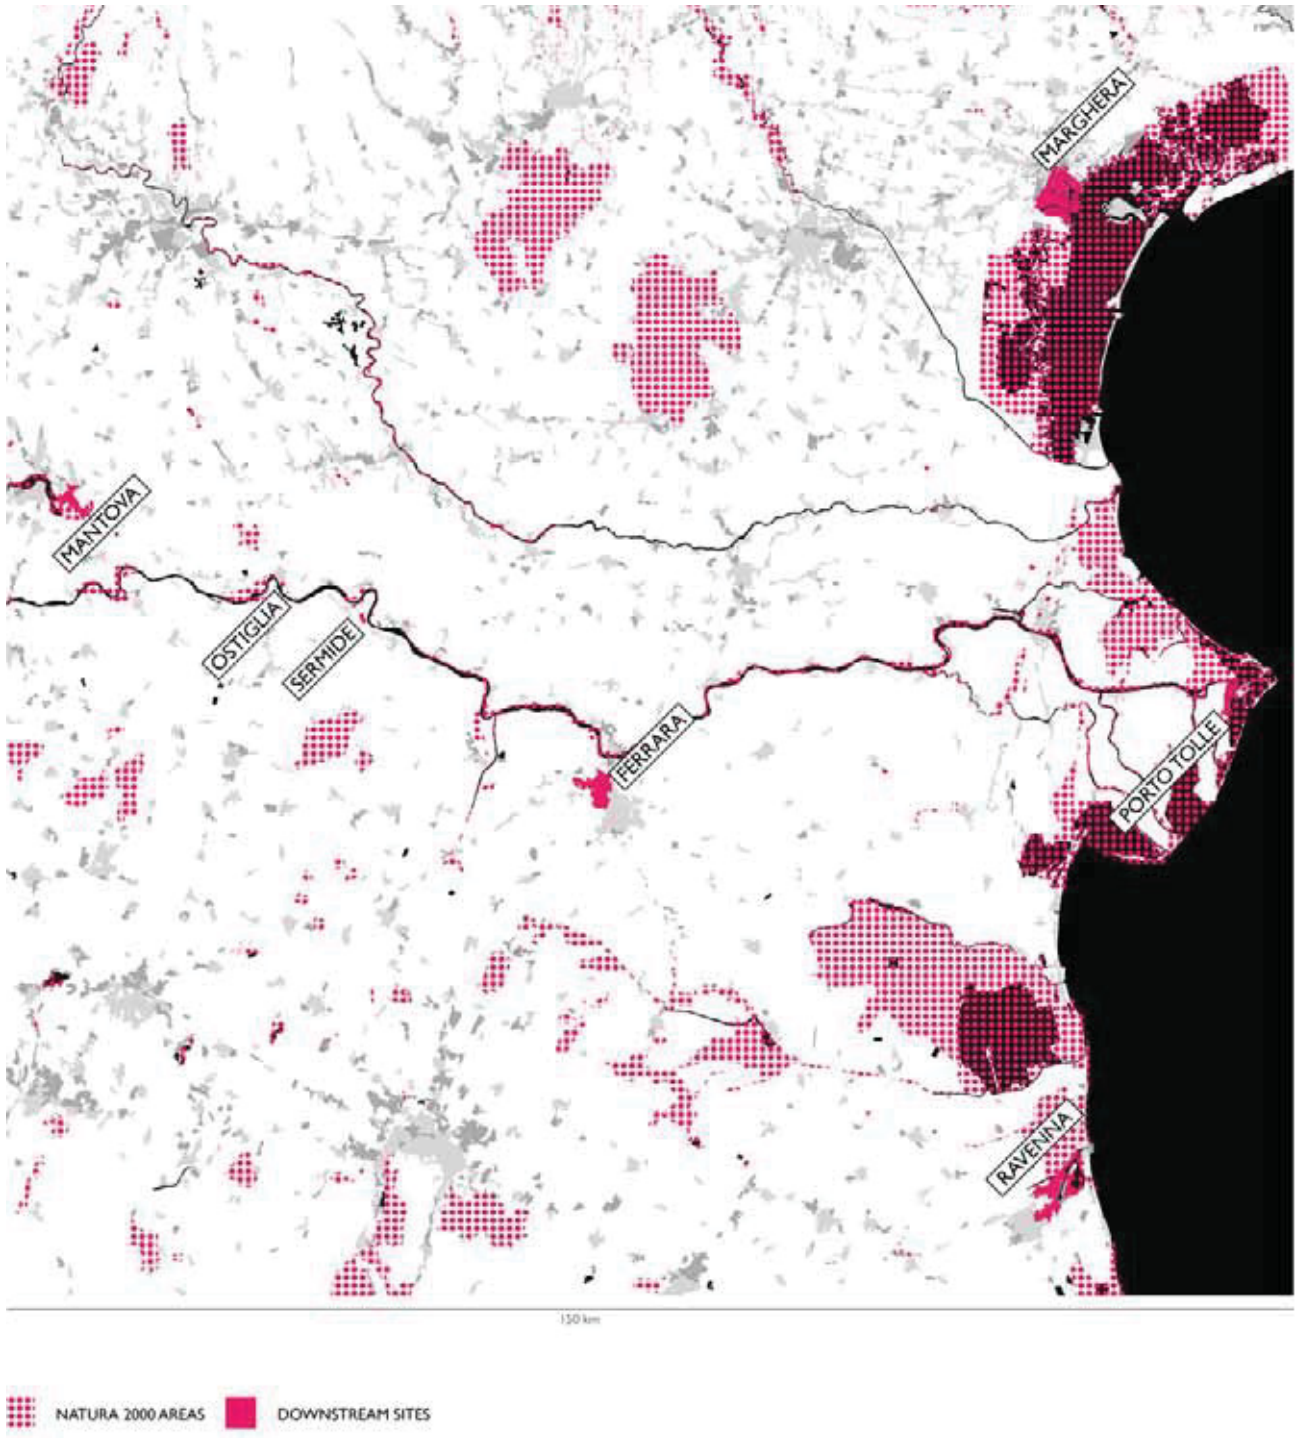 MARGHERA
MANTOVA
OSTIGLIA
SERMIDE
FERRARA
PORTO TOLLE
RAVENNA
150 km
NATURA 2000 AREAS
DOWNSTREAM SITES